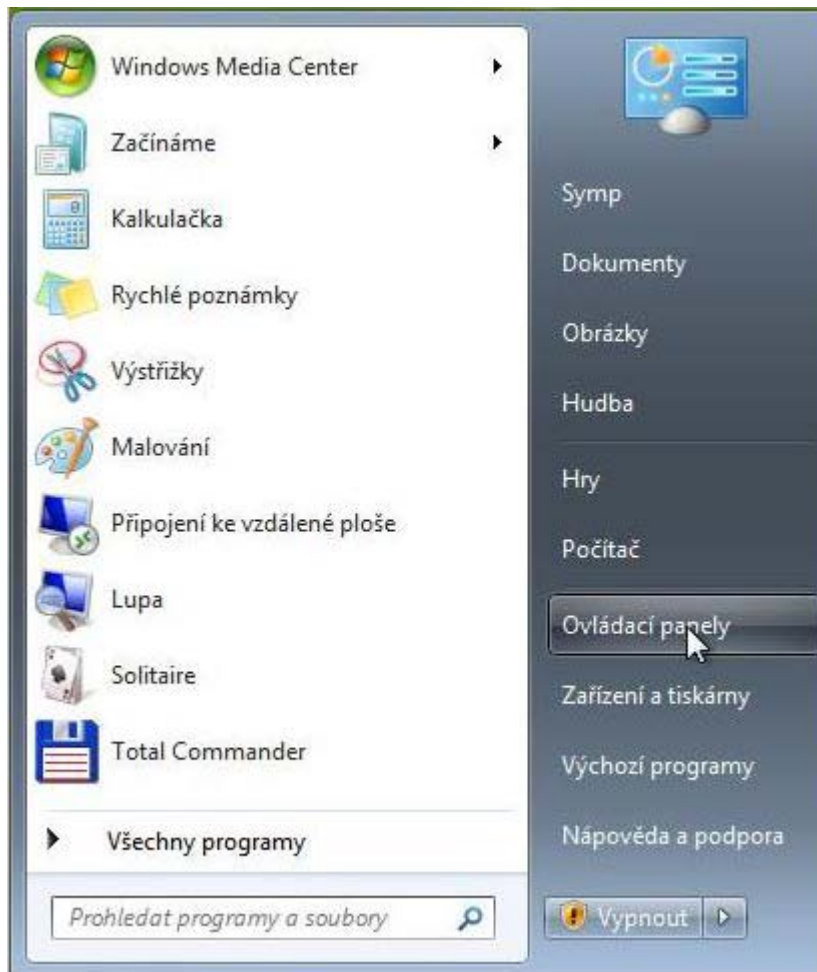 Windows Media Center
Začínáme
Kalkulačka
Rychlé poznámky
Výstřižky
Malování
Připojení ke vzdálené ploše
Lupa
Solitaire
Total Commander
Všechny programy
Prohledat programy a soubory
Symp
Dokumenty
Obrázky
Hudba
Hry
Počítač
Ovládací panely
Zařízení a tiskárny
Výchozí programy
Nápověda a podpora
Vypnout